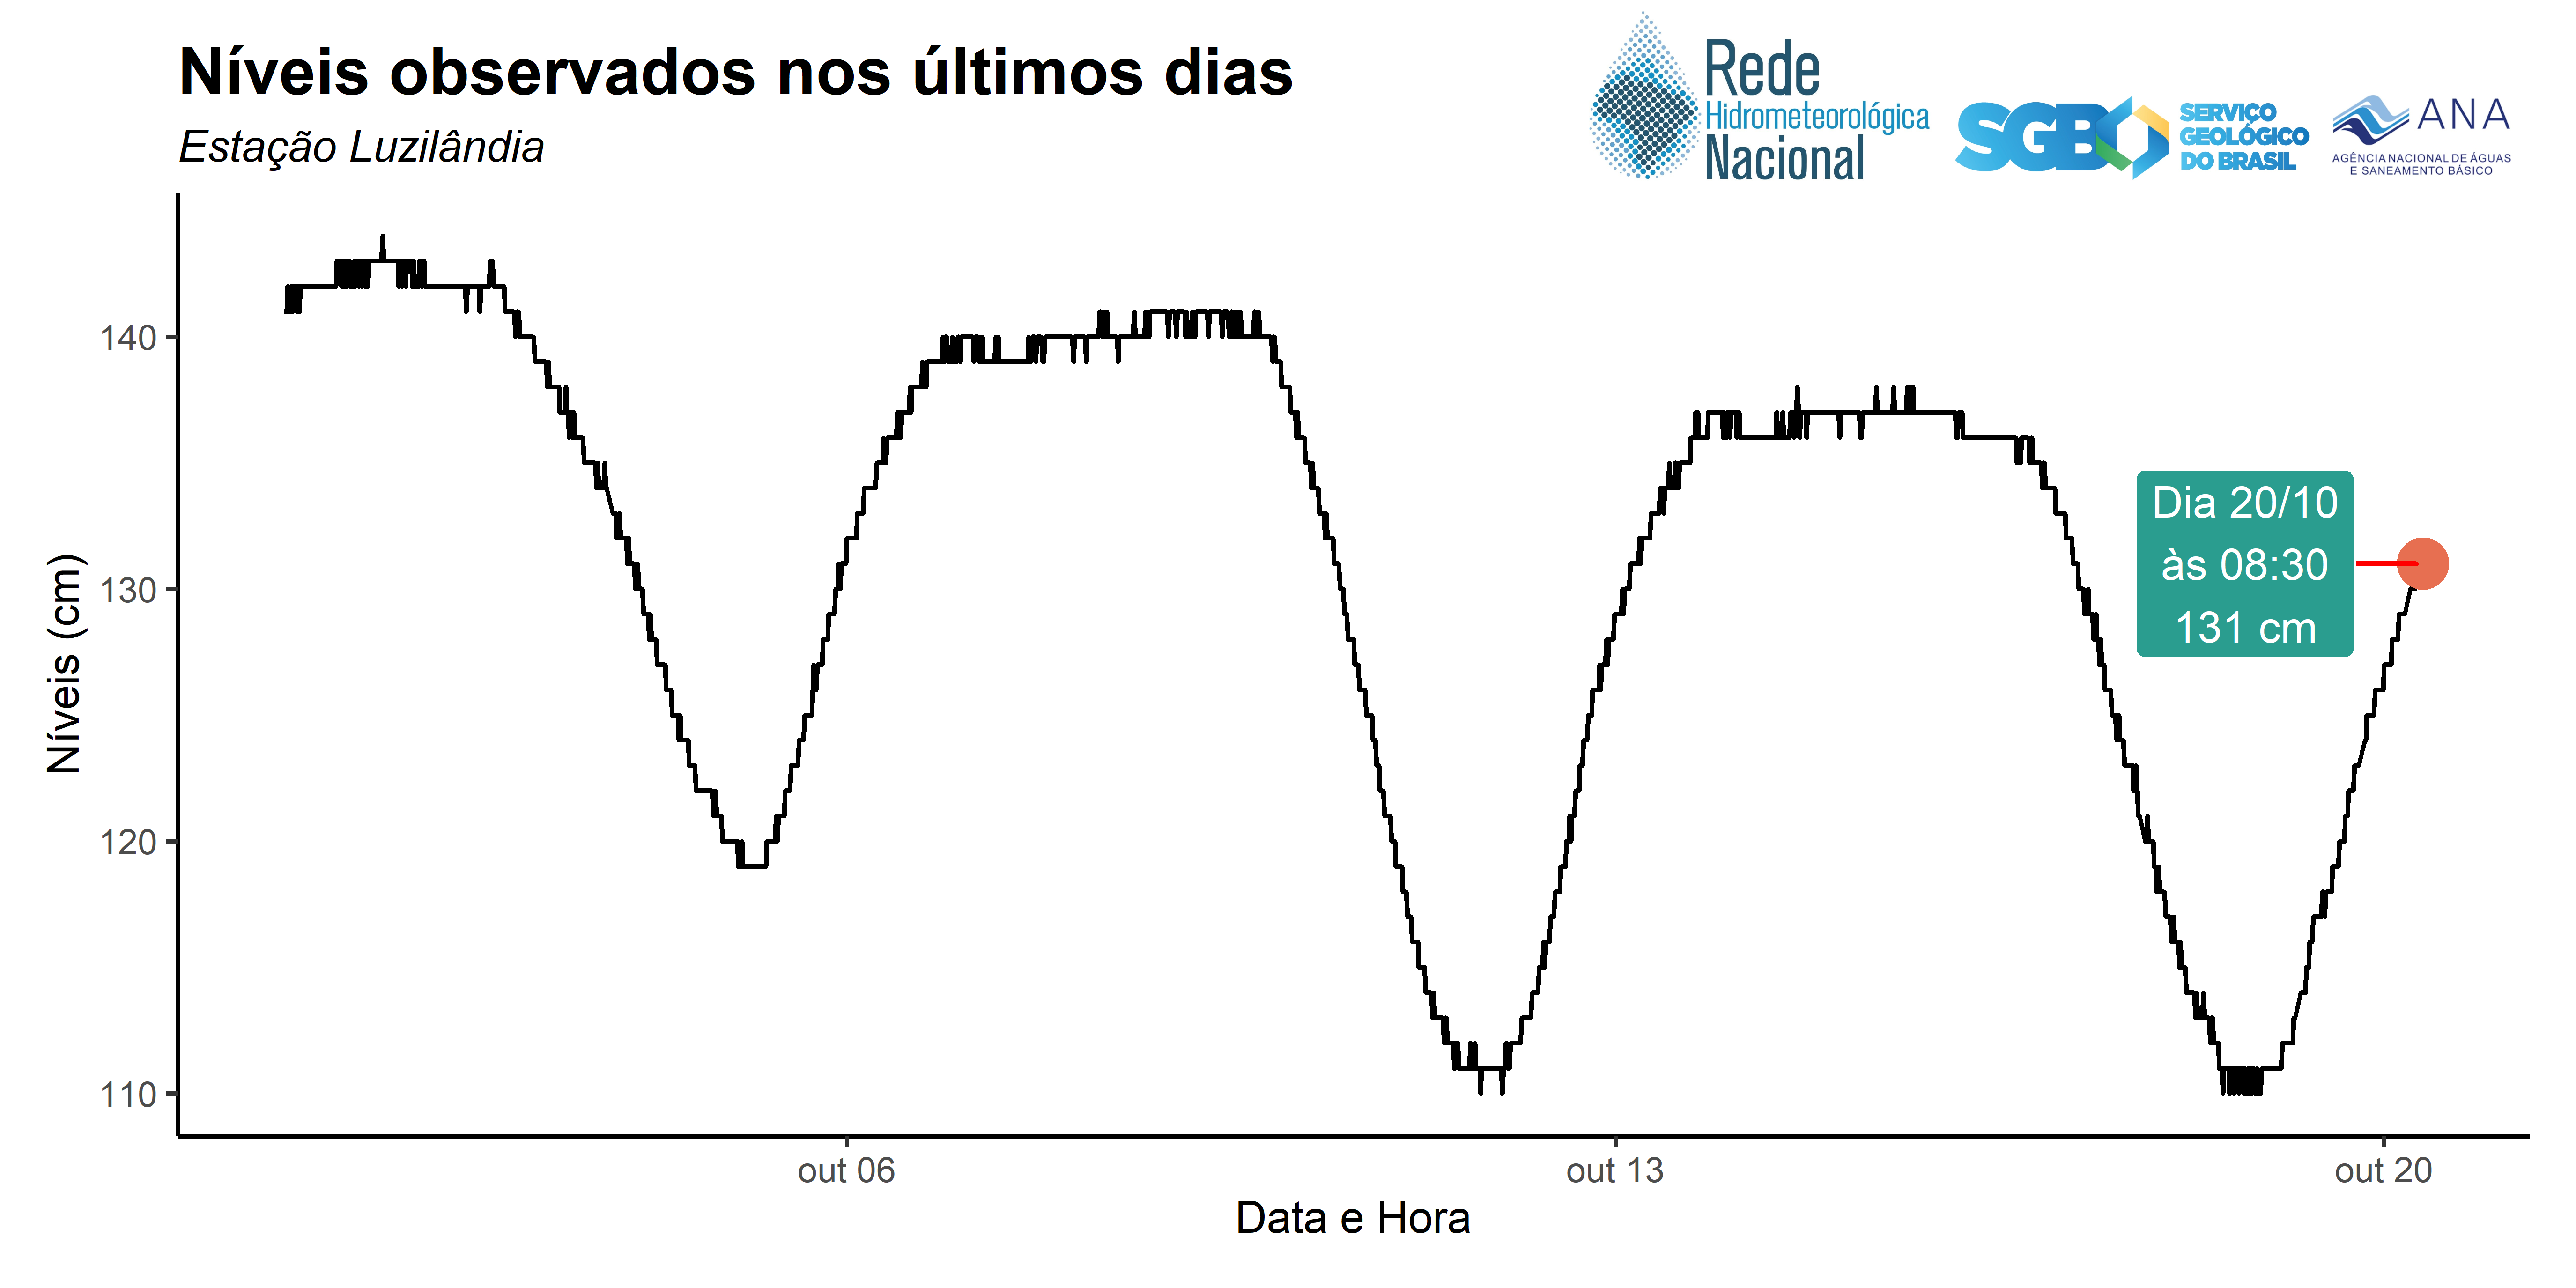 Níveis observados nos últimos dias
Estação Luzilândia
Rede
Hidrometeorológica
Nacional
SGB
SERVIÇO
GEOLÓGICO
DO BRASIL
ANA
AGÊNCIA NACIONAL DE ÁGUAS
E SANEAMENTO BÁSICO
Níveis (cm)
140
130
120
110
Dia 20/10
às 08:30
131 cm
out 06
out 13
out 20
Data e Hora